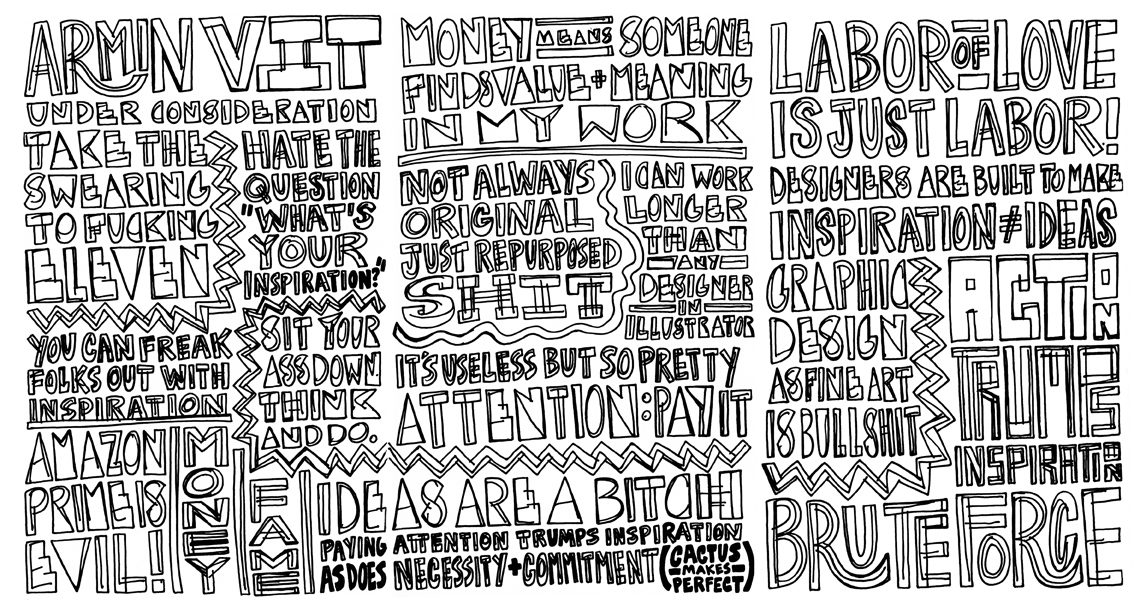 ARMIN VIT
UNDER CONSIDERATION
TAKE THE
SWEARING
TO FUCKING
ELEVEN
HATE THE
QUESTION
"WHAT'S
YOUR
INSPIRATION?"
YOU CAN FREAK
FOLKS OUT WITH
INSPIRATION
SIT YOUR
ASS DOWN
THINK
AND DO.
AMAZON
PRIME IS
EVIL!
MONEY
FAME
MONEY MEANS SOMEONE
FINDS VALUE + MEANING
IN MY WORK
NOT ALWAYS
ORIGINAL
JUST REPURPOSED
SHIT
I CAN WORK
LONGER
THAN
ANY
DESIGNER
IN
ILLUSTRATOR
IT'S USELESS BUT SO PRETTY
ATTENTION: PAY IT
IDEAS ARE A BITCH!
PAYING ATTENTION TRUMPS INSPIRATION
AS DOES NECESSITY + COMMITMENT
(CACTUS
MAKES
PERFECT)
LABOR OF LOVE
IS JUST LABOR!
DESIGNERS ARE BUILT TO MAKE
INSPIRATION ≠ IDEAS
GRAPHIC
DESIGN
AS FINE ART
IS BULLSHIT
ACTION
TRUMPS
INSPIRATION
BRUTE FORCE